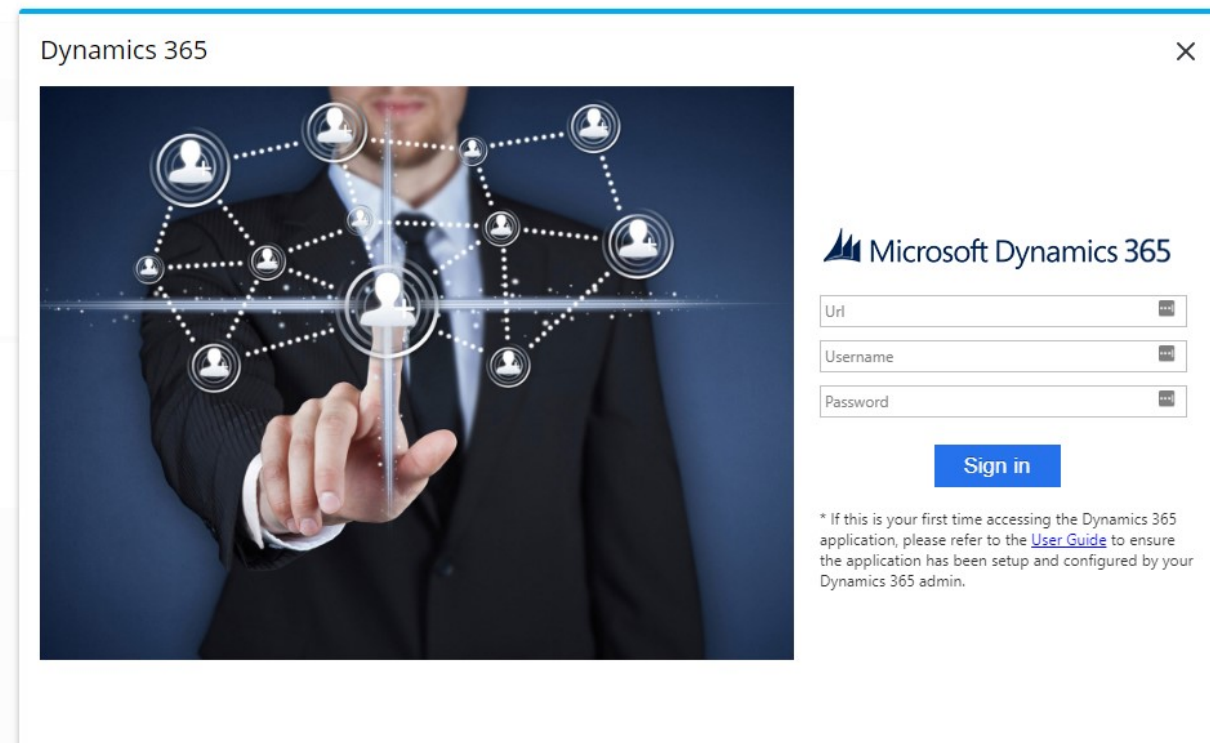 Dynamics 365
Microsoft Dynamics 365
Url
Username
Password
Sign in
* If this is your first time accessing the Dynamics 365
application, please refer to the User Guide to ensure
the application has been setup and configured by your
Dynamics 365 admin.